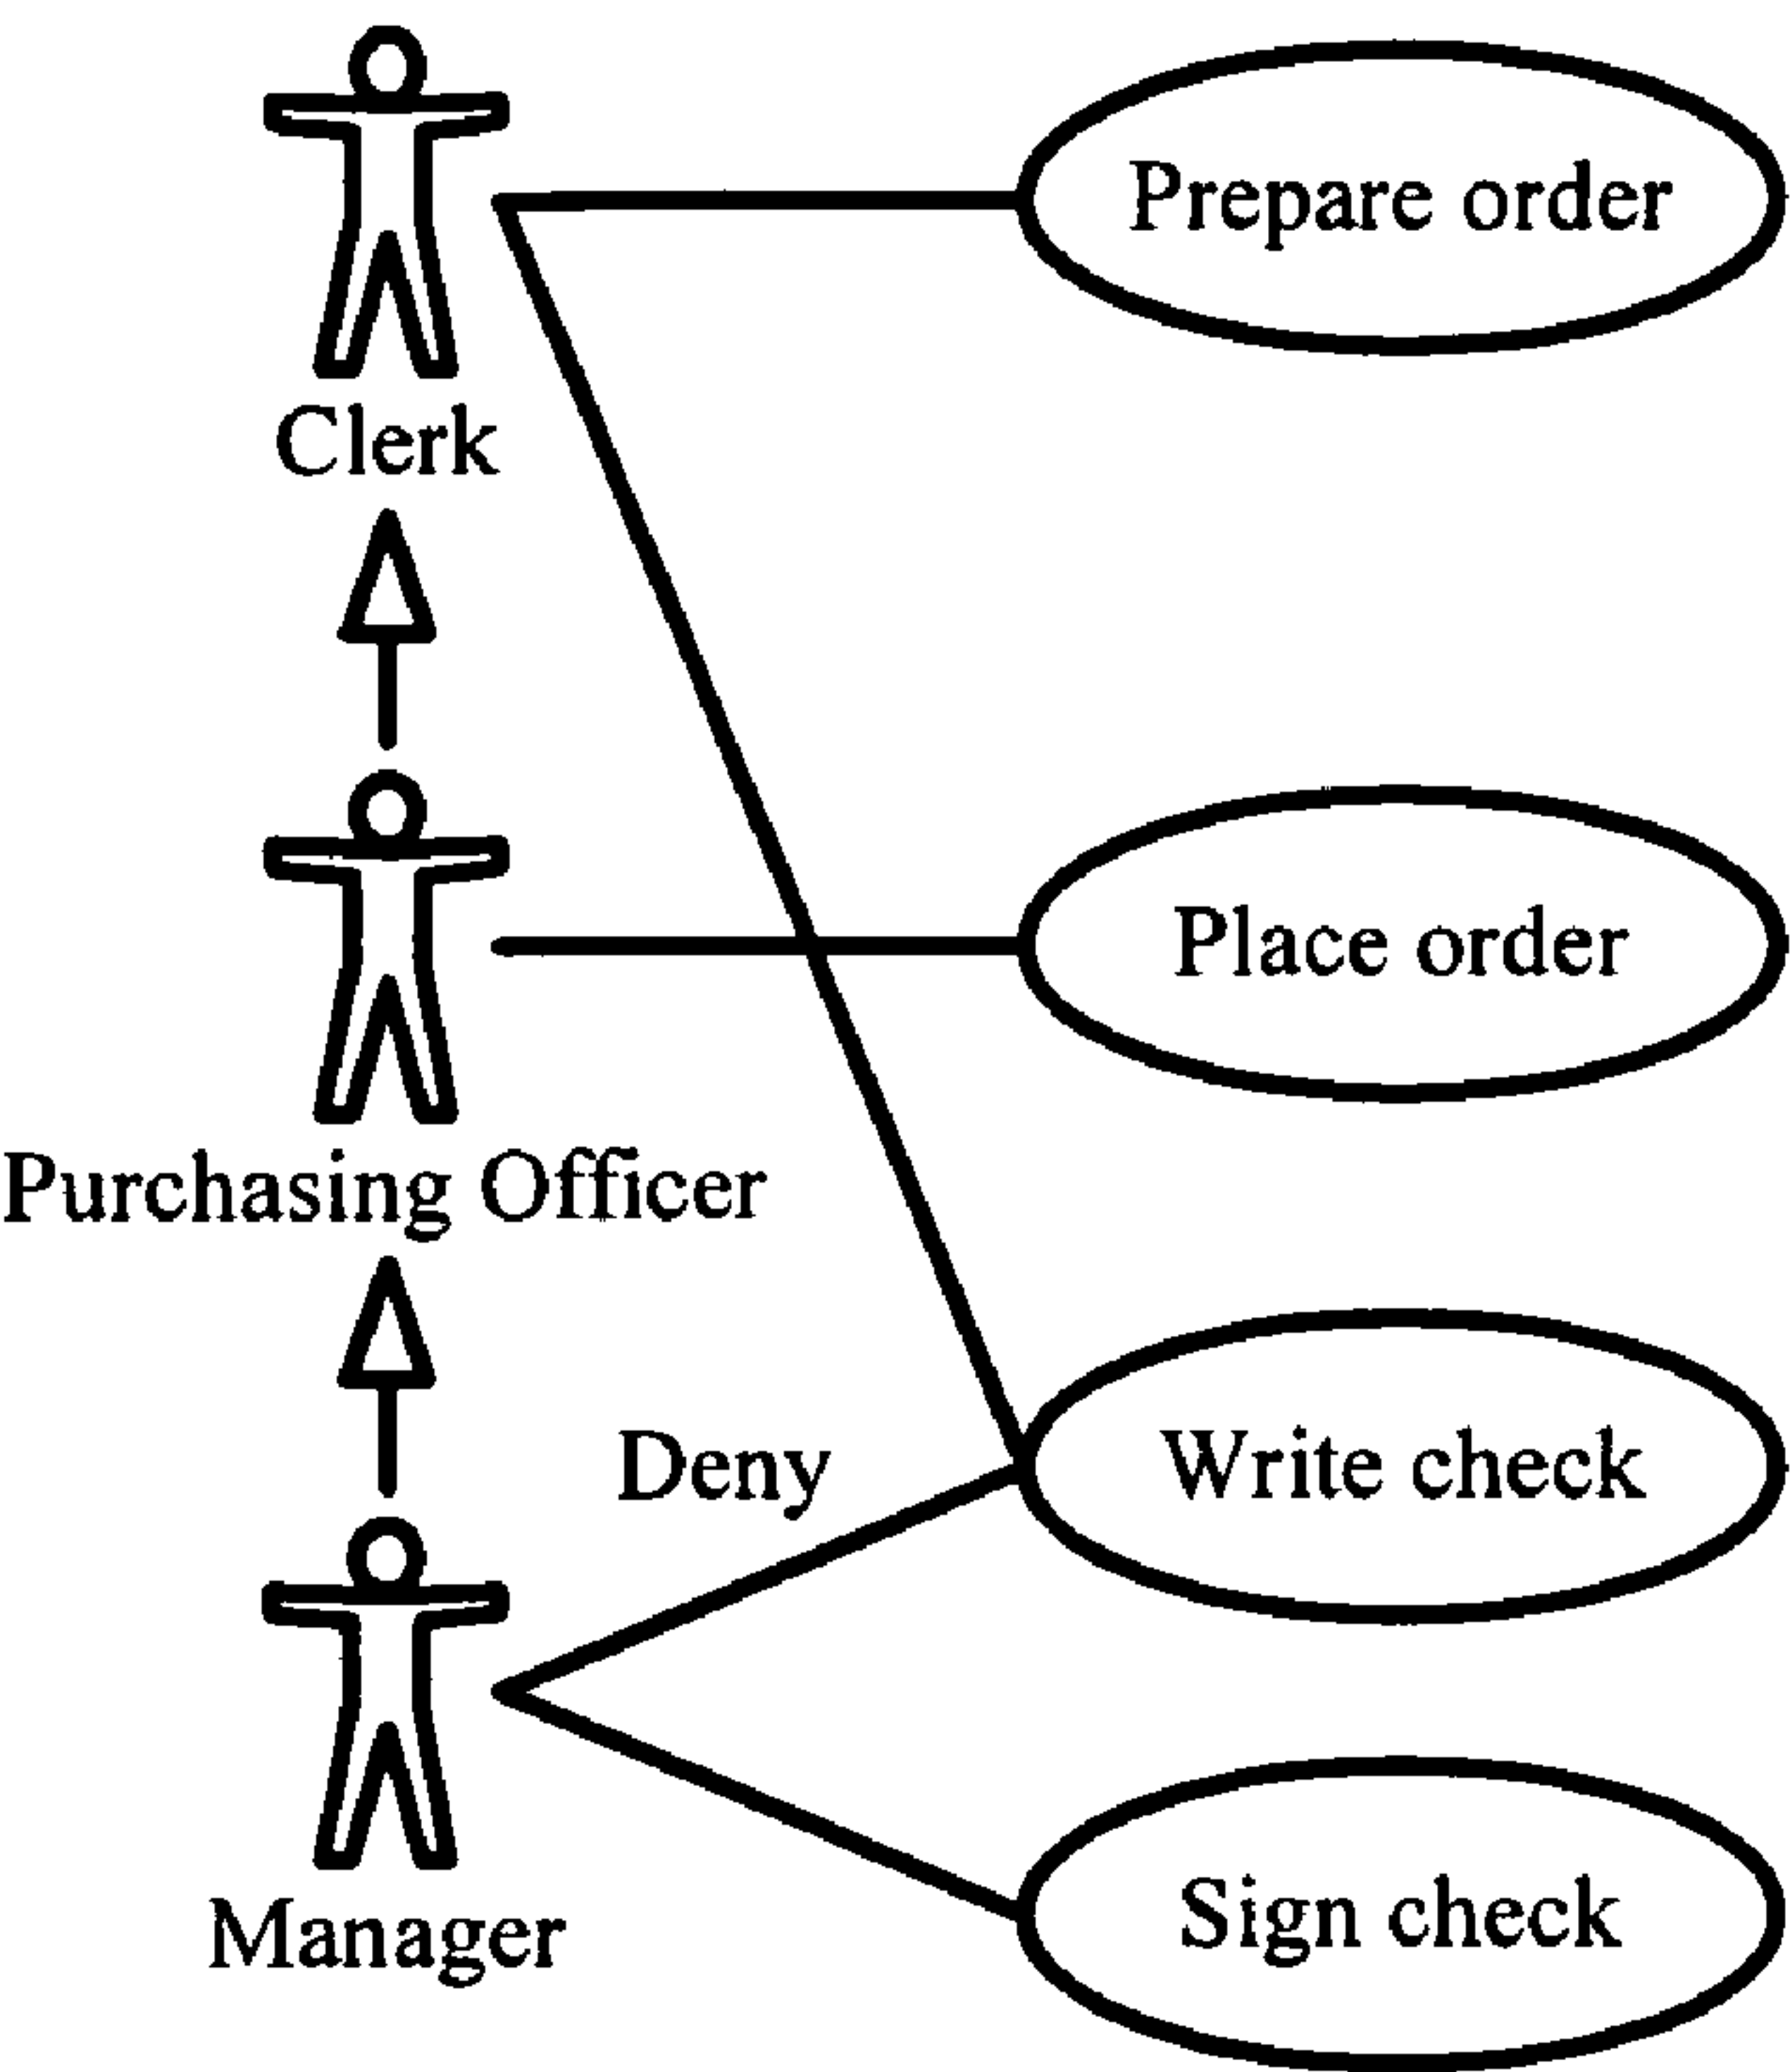 Prepare order
Clerk
Place order
Purchasing Officer
Deny
Write check
Sign check
Manager